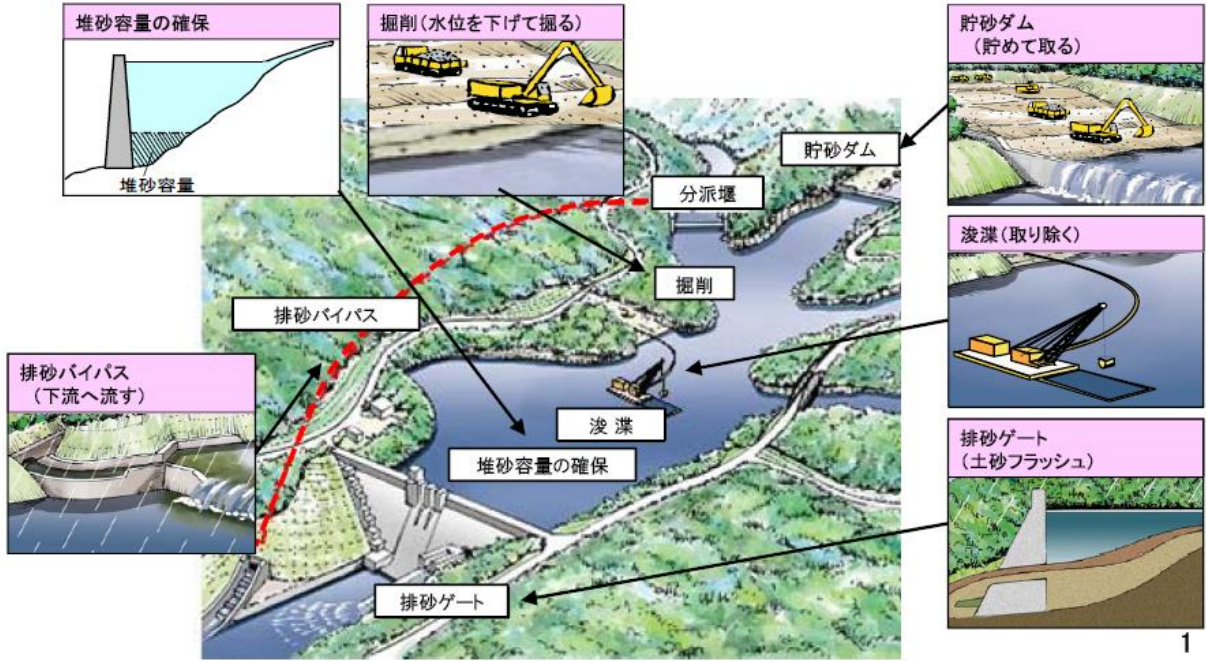 堆砂容量の確保
堆砂容量
掘削(水位を下げて掘る)
貯砂ダム
(貯めて取る)
貯砂ダム
分派堰
浚渫(取り除く)
掘削
排砂バイパス
排砂バイパス
(下流へ流す)
浚 渫
堆砂容量の確保
排砂ゲート
(土砂フラッシュ)
排砂ゲート
1